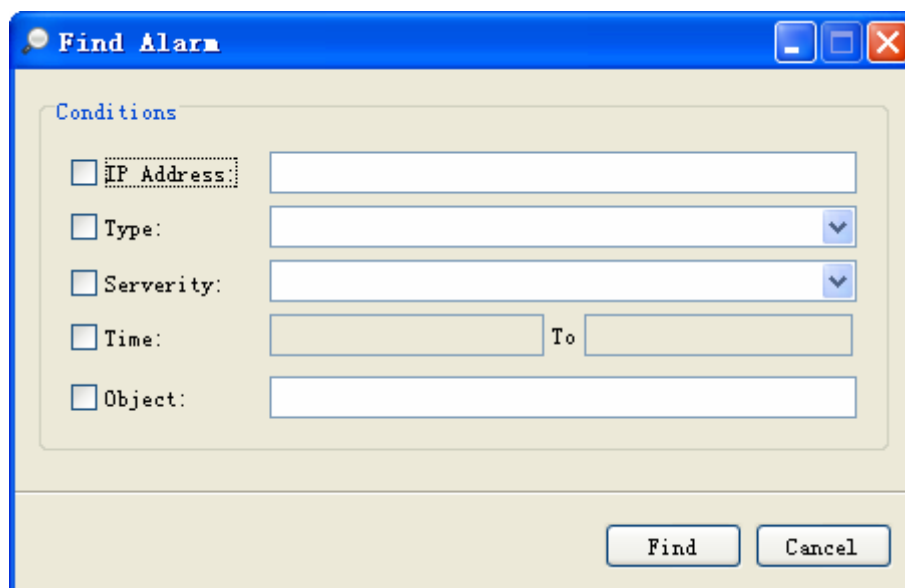 Find Alarm
Conditions
IP Address:
Type:
Serverity:
Time: To
Object:
Find Cancel